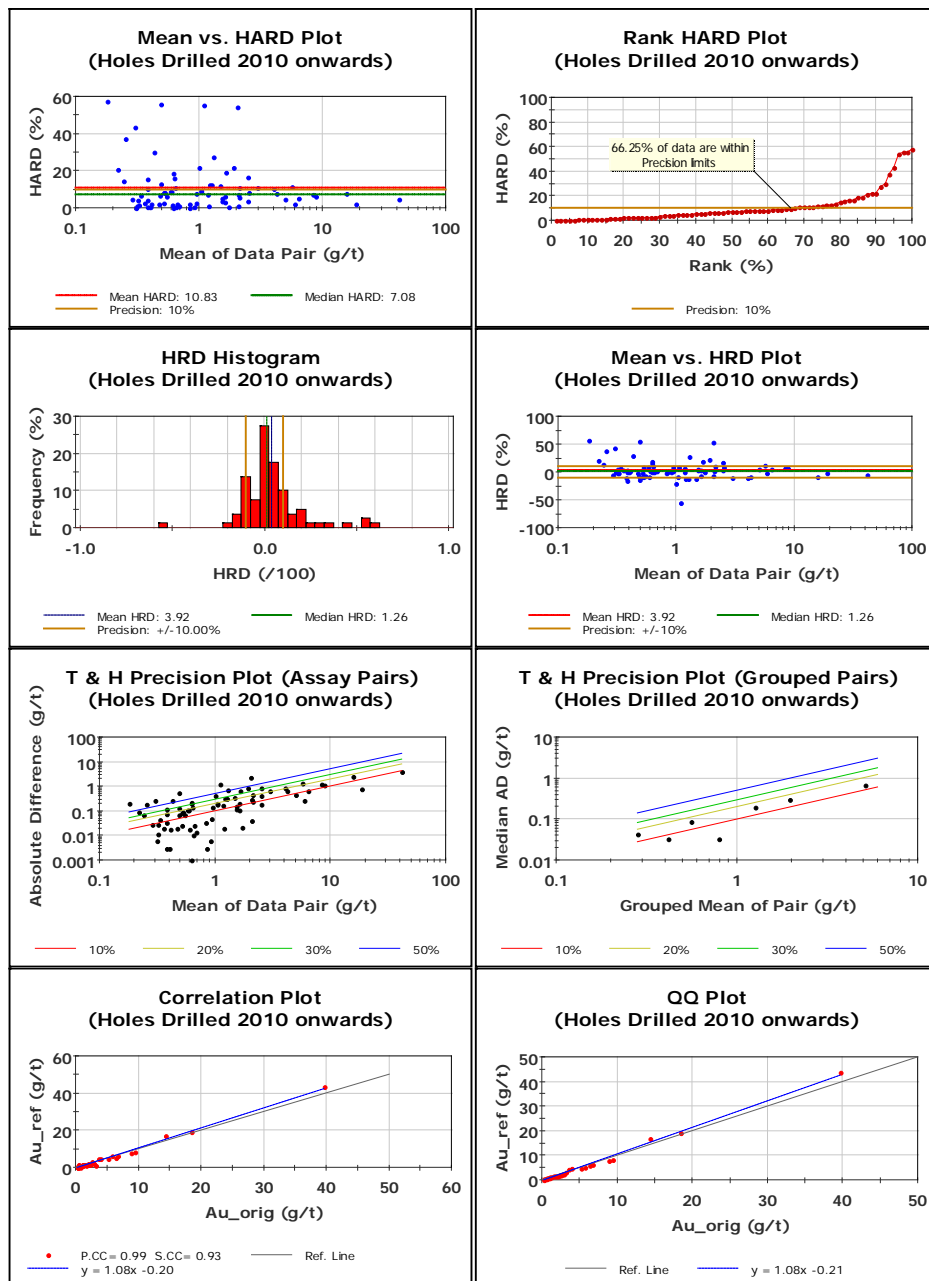 Mean vs. HARD Plot
(Holes Drilled 2010 onwards)
HARD (%)
60
40
20
0
0.1 1 10 100
Mean of Data Pair (g/t)
Mean HARD: 10.83 Median HARD: 7.08
Precision: 10%
Rank HARD Plot
(Holes Drilled 2010 onwards)
HARD (%)
100
80
60
40
20
0
66.25% of data are within
Precision limits
0 10 20 30 40 50 60 70 80 90 100
Rank (%)
Precision: 10%
HRD Histogram
(Holes Drilled 2010 onwards)
Frequency (%)
30
20
10
0
-1.0 0.0 1.0
HRD (/100)
Mean HRD: 3.92 Median HRD: 1.26
Precision: +/-10.00%
Mean vs. HRD Plot
(Holes Drilled 2010 onwards)
HRD (%)
100
50
0
-50
-100
0.1 1 10 100
Mean of Data Pair (g/t)
Mean HRD: 3.92 Median HRD: 1.26
Precision: +/-10%
T & H Precision Plot (Assay Pairs)
(Holes Drilled 2010 onwards)
Absolute Difference (g/t)
100
10
1
0.1
0.01
0.001
0.1 1 10 100
Mean of Data Pair (g/t)
10% 20% 30% 50%
T & H Precision Plot (Grouped Pairs)
(Holes Drilled 2010 onwards)
Median AD (g/t)
10
1
0.1
0.01
0.1 1 10
Grouped Mean of Pair (g/t)
10% 20% 30% 50%
Correlation Plot
(Holes Drilled 2010 onwards)
Au_ref (g/t)
60
40
20
0
0 10 20 30 40 50 60
Au_orig (g/t)
P.CC= 0.99 S.CC= 0.93 Ref. Line
y = 1.08x -0.20
QQ Plot
(Holes Drilled 2010 onwards)
Au_ref (g/t)
50
40
30
20
10
0
0 10 20 30 40 50
Au_orig (g/t)
Ref. Line y = 1.08x -0.21